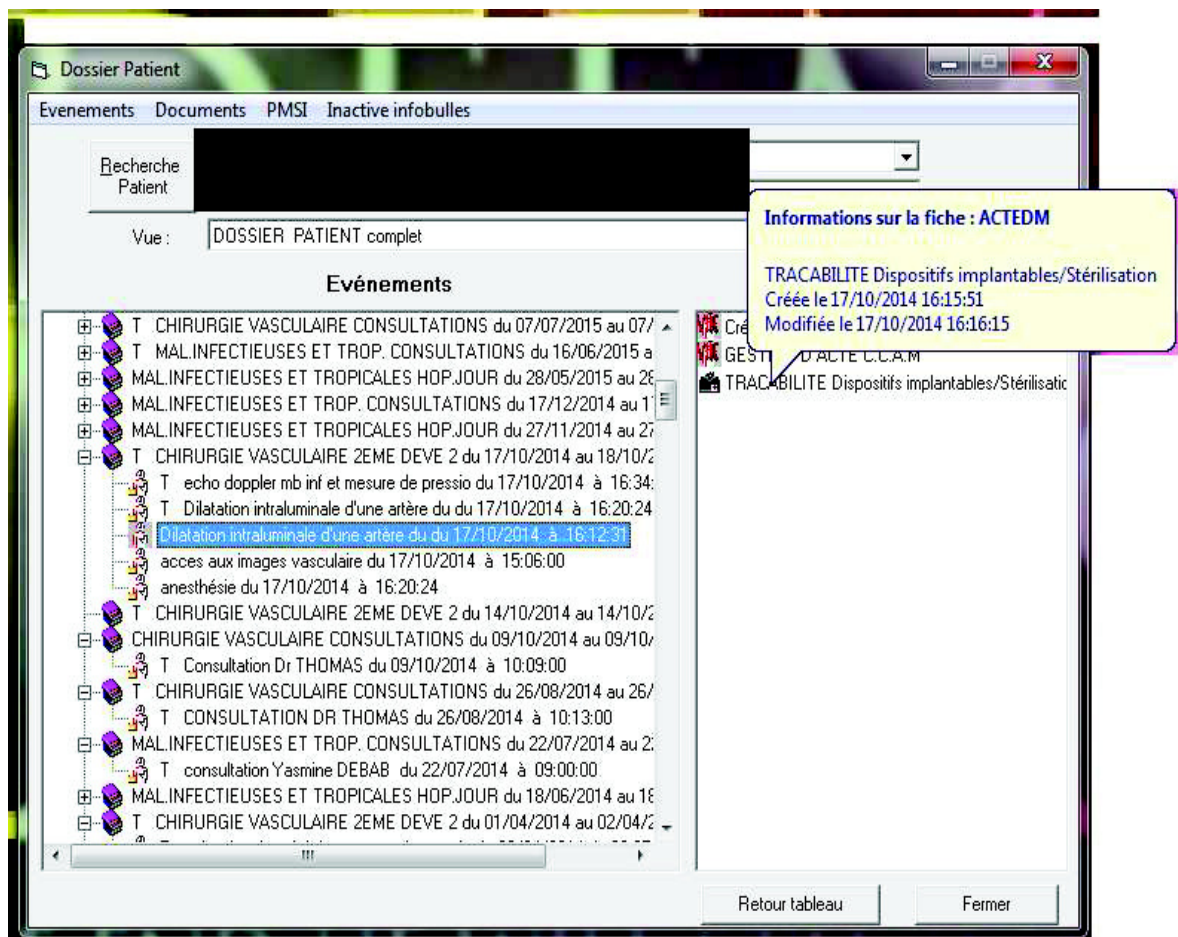 Dossier Patient
Evenements Documents PMSI Inactive infobulles
Recherche
Patient
Vue : DOSSIER PATIENT complet
Informations sur la fiche : ACTEDM
TRACABILITE Dispositifs implantables/Stérilisation
Créée le 17/10/2014 16:15:51
Modifiée le 17/10/2014 16:16:15
Evénements
T CHIRURGIE VASCULAIRE CONSULTATIONS du 07/07/2015 au 07/
T MAL.INFECTIEUSES ET TROP. CONSULTATIONS du 16/06/2015 a
MAL.INFECTIEUSES ET TROPICALES HOP.JOUR du 28/05/2015 au 28
MAL.INFECTIEUSES ET TROP. CONSULTATIONS du 17/12/2014 au 1
MAL.INFECTIEUSES ET TROPICALES HOP.JOUR du 27/11/2014 au 27
T CHIRURGIE VASCULAIRE 2EME DEVE 2 du 17/10/2014 au 18/10/2
T echo doppler mb inf et mesure de pressio du 17/10/2014 à 16:34:
T Dilatation intraluminale d'une artère du du 17/10/2014 à 16:20:24
Dilatation intraluminale d'une artère du du 17/10/2014 à 16:12:31
acces aux images vasculaire du 17/10/2014 à 15:06:00
anesthésie du 17/10/2014 à 16:20:24
T CHIRURGIE VASCULAIRE 2EME DEVE 2 du 14/10/2014 au 14/10/2
CHIRURGIE VASCULAIRE CONSULTATIONS du 09/10/2014 au 09/10/
T Consultation Dr THOMAS du 09/10/2014 à 10:09:00
T CHIRURGIE VASCULAIRE CONSULTATIONS du 26/08/2014 au 26/
T CONSULTATION DR THOMAS du 26/08/2014 à 10:13:00
MAL.INFECTIEUSES ET TROP. CONSULTATIONS du 22/07/2014 au 2
T consultation Yasmine DEBAB du 22/07/2014 à 09:00:00
MAL.INFECTIEUSES ET TROPICALES HOP.JOUR du 18/06/2014 au 18
T CHIRURGIE VASCULAIRE 2EME DEVE 2 du 01/04/2014 au 02/04/2
Cré
GEST D'ACTE C.C.A.M
TRACABILITE Dispositifs implantables/Stérilisatic
Retour tableau
Fermer